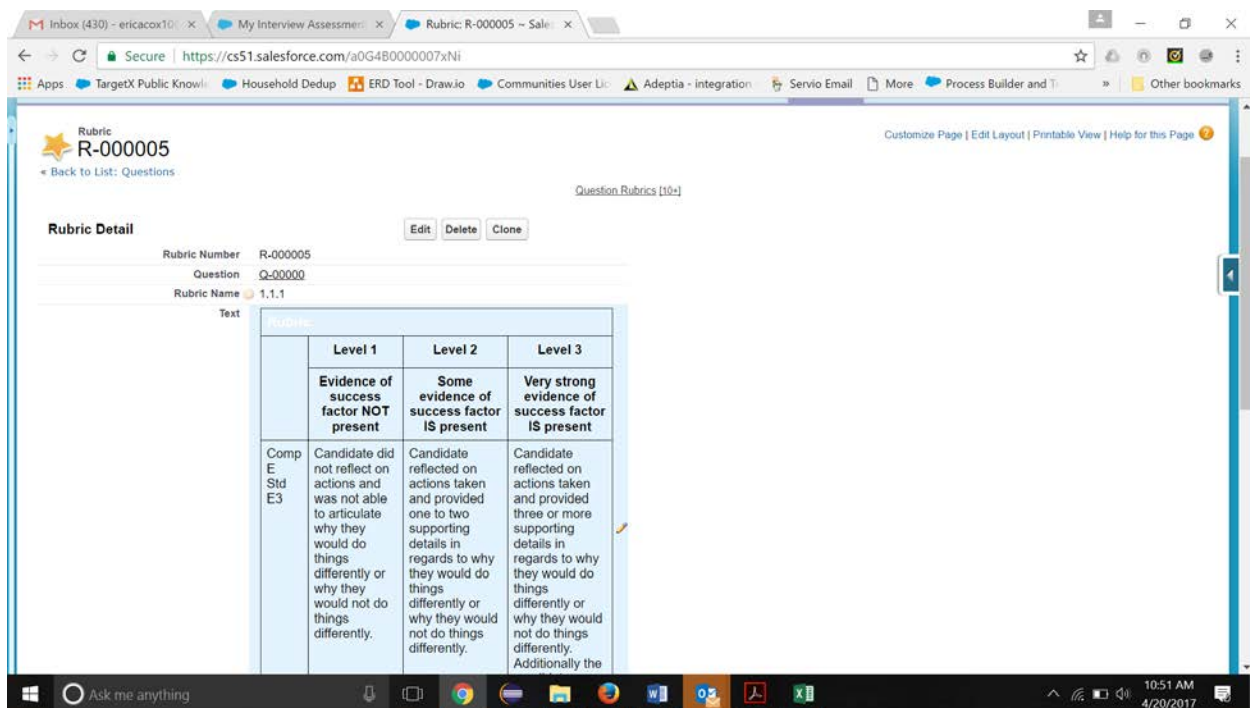 Inbox (430) - ericacox10
My Interview Assessmen
Rubric: R-000005 ~ Sale
Secure | https://cs51.salesforce.com/a0G4B0000007xNi
Apps TargetX Public Knowl Household Dedup ERD Tool - Draw.io Communities User Li Adeptia - integration Servio Email More Process Builder and T » Other bookmarks
Rubric
R-000005
Customize Page | Edit Layout | Printable View | Help for this Page
« Back to List: Questions
Question Rubrics [10+]
Rubric Detail
Edit Delete Clone
Rubric Number R-000005
Question Q-00000
Rubric Name 1.1.1
Text
Rubric
Level 1 Level 2 Level 3
Evidence of
success
factor NOT
present
Some
evidence of
success factor
IS present
Very strong
evidence of
success factor
IS present
Comp
E
Std
E3
Candidate did
not reflect on
actions and
was not able
to articulate
why they
would do
things
differently or
why they
would not do
things
differently.
Candidate
reflected on
actions taken
and provided
one to two
supporting
details in
regards to why
they would do
things
differently or
why they would
not do things
differently.
Candidate
reflected on
actions taken
and provided
three or more
supporting
details in
regards to why
they would do
things
differently or
why they would
not do things
differently.
Additionally the
Ask me anything
10:51 AM
4/20/2017